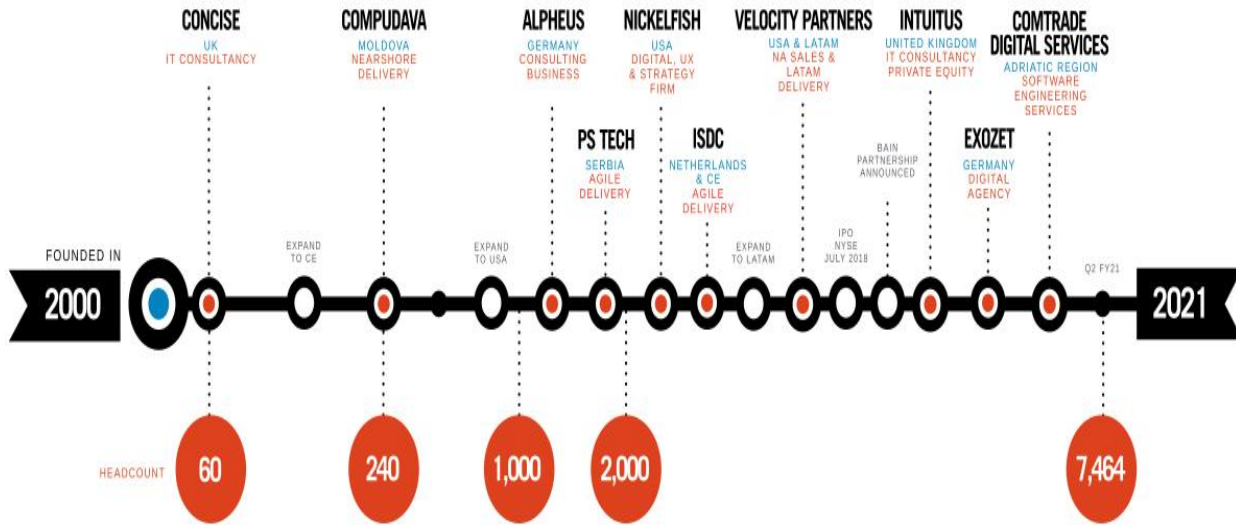 CONCISE
UK
IT CONSULTANCY
COMPUDAVA
MOLDOVA
NEARSHORE
DELIVERY
ALPHEUS
GERMANY
CONSULTING
BUSINESS
NICKELFISH
USA
DIGITAL, UX
& STRATEGY
FIRM
VELOCITY PARTNERS
USA & LATAM
NA SALES &
LATAM
DELIVERY
INTUITUS
UNITED KINGDOM
IT CONSULTANCY
PRIVATE EQUITY
COMTRADE
DIGITAL SERVICES
ADRIATIC REGION
SOFTWARE
ENGINEERING
SERVICES
PS TECH
SERBIA
AGILE
DELIVERY
ISDC
NETHERLANDS
& CE
AGILE
DELIVERY
BAIN
PARTNERSHIP
ANNOUNCED
EXOZET
GERMANY
DIGITAL
AGENCY
FOUNDED IN
2000
EXPAND
TO CE
EXPAND
TO USA
EXPAND
TO LATAM
IPO
NYSE
JULY 2018
Q2 FY21
2021
HEADCOUNT
60
240
1,000
2,000
7,464